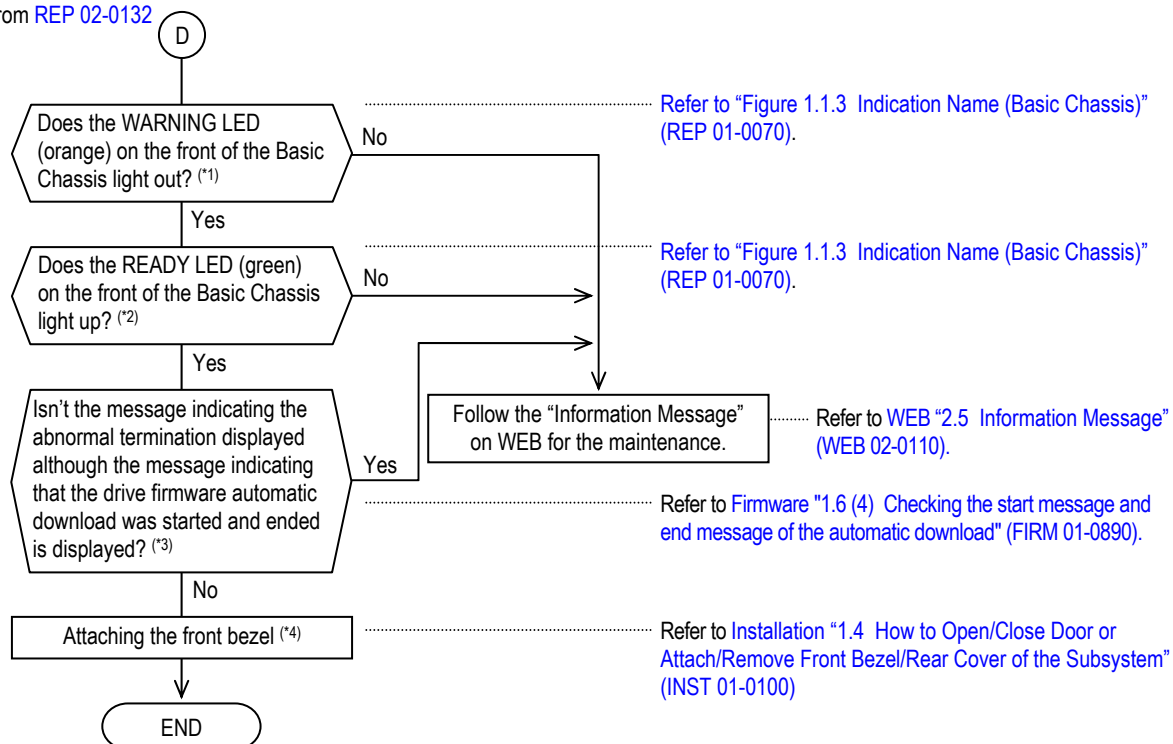 rom REP 02-0132
D
Does the WARNING LED
(orange) on the front of the Basic
Chassis light out? (*1)
No
Refer to “Figure 1.1.3 Indication Name (Basic Chassis)”
(REP 01-0070).
Yes
Does the READY LED (green)
on the front of the Basic Chassis
light up? (*2)
No
Refer to “Figure 1.1.3 Indication Name (Basic Chassis)”
(REP 01-0070).
Yes
Isn’t the message indicating the
abnormal termination displayed
although the message indicating
that the drive firmware automatic
download was started and ended
is displayed? (*3)
Yes
Follow the “Information Message”
on WEB for the maintenance.
Refer to WEB “2.5 Information Message”
(WEB 02-0110).
Refer to Firmware "1.6 (4) Checking the start message and
end message of the automatic download" (FIRM 01-0890).
No
Attaching the front bezel (*4)
Refer to Installation “1.4 How to Open/Close Door or
Attach/Remove Front Bezel/Rear Cover of the Subsystem”
(INST 01-0100)
END